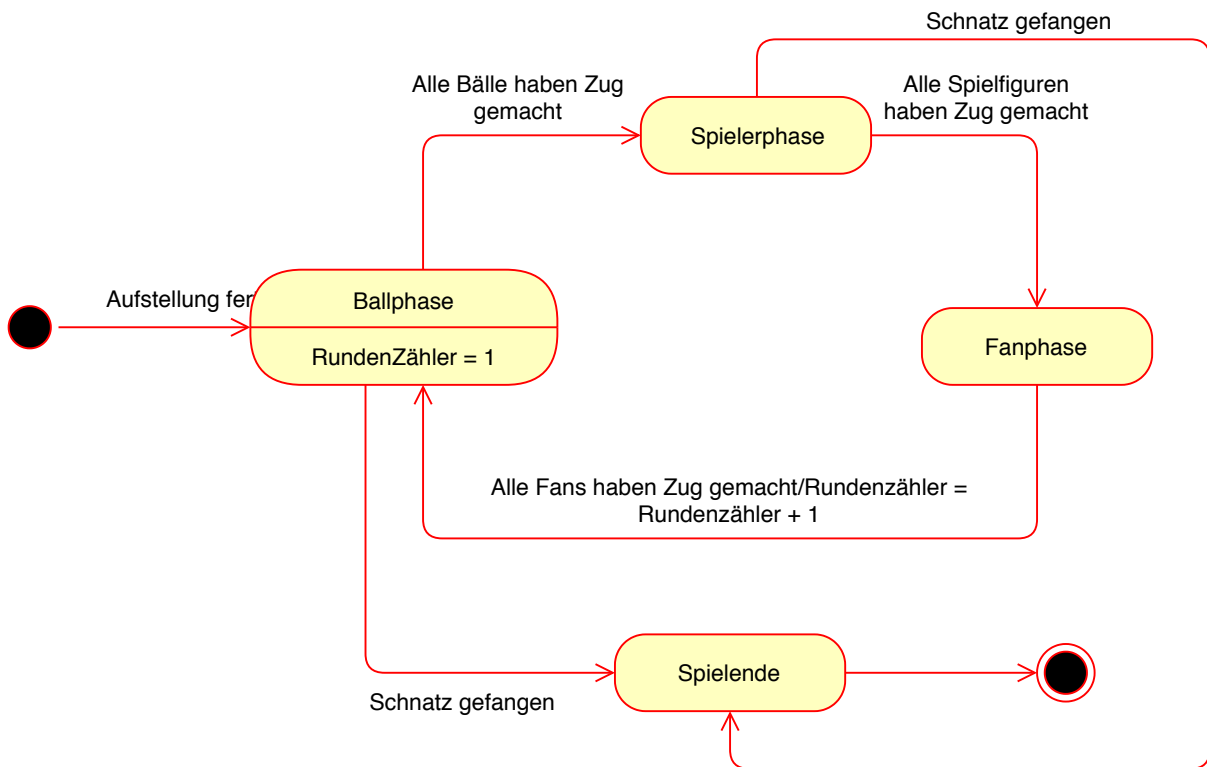 Schnatz gefangen
Alle Bälle haben Zug
gemacht
Alle Spielfiguren
haben Zug gemacht
Spielerphase
Aufstellung fer
Ballphase
RundenZähler = 1
Fanphase
Alle Fans haben Zug gemacht/Rundenzähler =
Rundenzähler + 1
Spielende
Schnatz gefangen